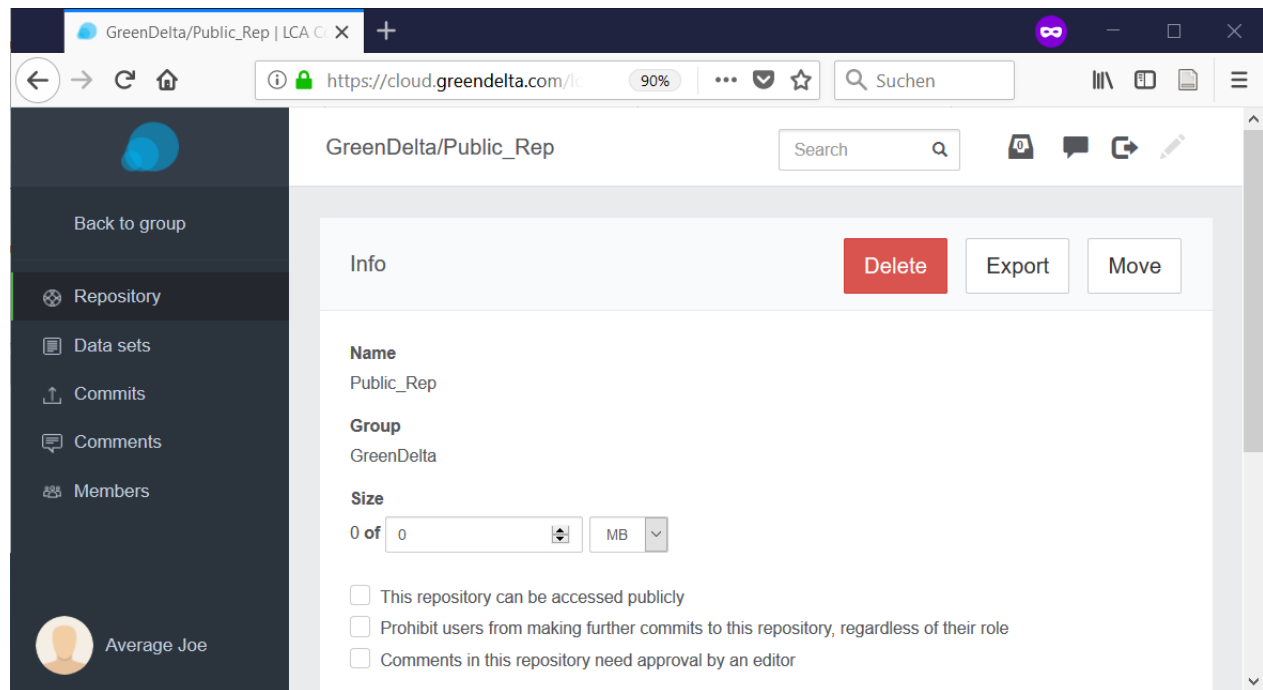 GreenDelta/Public_Rep | LCA C
https://cloud.greendelta.com/lc
90%
Suchen
GreenDelta/Public_Rep
Search
0
Back to group
Info
Delete
Export
Move
Repository
Data sets
Commits
Comments
Members
Name
Public_Rep
Group
GreenDelta
Size
0 of 0 MB
This repository can be accessed publicly
Prohibit users from making further commits to this repository, regardless of their role
Comments in this repository need approval by an editor
Average Joe